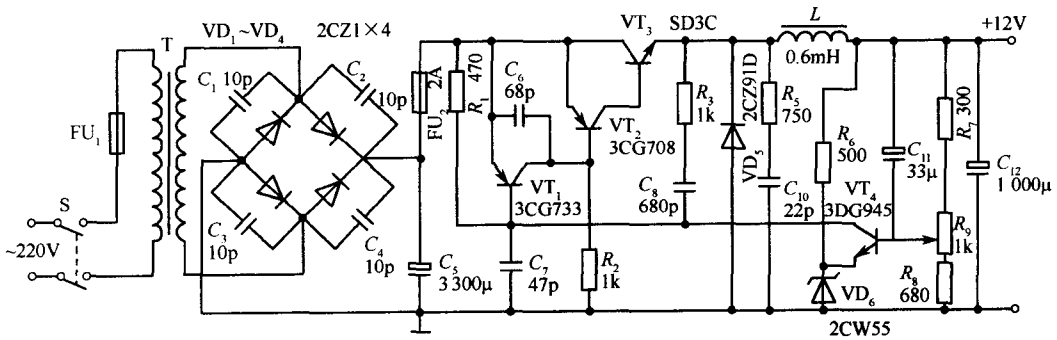 T
VD₁~VD₄
2CZ1×4
C₁ 10p
C₂
10p
C₃
10p
C₄
10p
FU₁
S
~220V
FU₂ 2A
R₁ 470
C₅
3 300μ
C₆
68p
VT₁
3CG733
C₇
47p
VT₂
3CG708
R₂
1k
VT₃
SD3C
R₃
1k
C₈
680p
2CZ91D
VD₅
R₅
750
C₁₀
22p
L
0.6mH
R₆
500
VT₄
3DG945
VD₆
2CW55
C₁₁
33μ
R₇ 300
R₉
1k
R₈
680
C₁₂
1 000μ
+12V